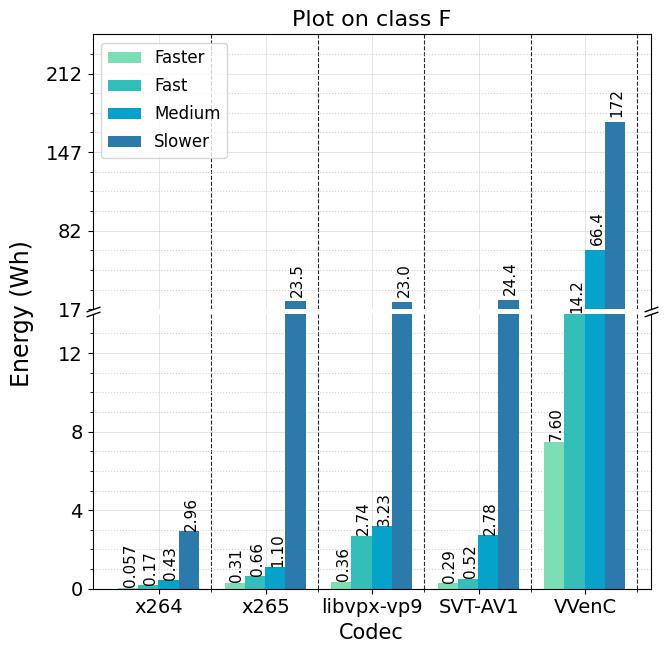 Plot on class F
Faster
Fast
Medium
Slower
Energy (Wh)
212
147
82
17
12
8
4
0
0.057
0.17
0.43
2.96
0.31
0.66
1.10
23.5
0.36
2.74
3.23
23.0
0.29
0.52
2.78
24.4
7.60
14.2
66.4
172
x264
x265
libvpx-vp9
SVT-AV1
VVenC
Codec